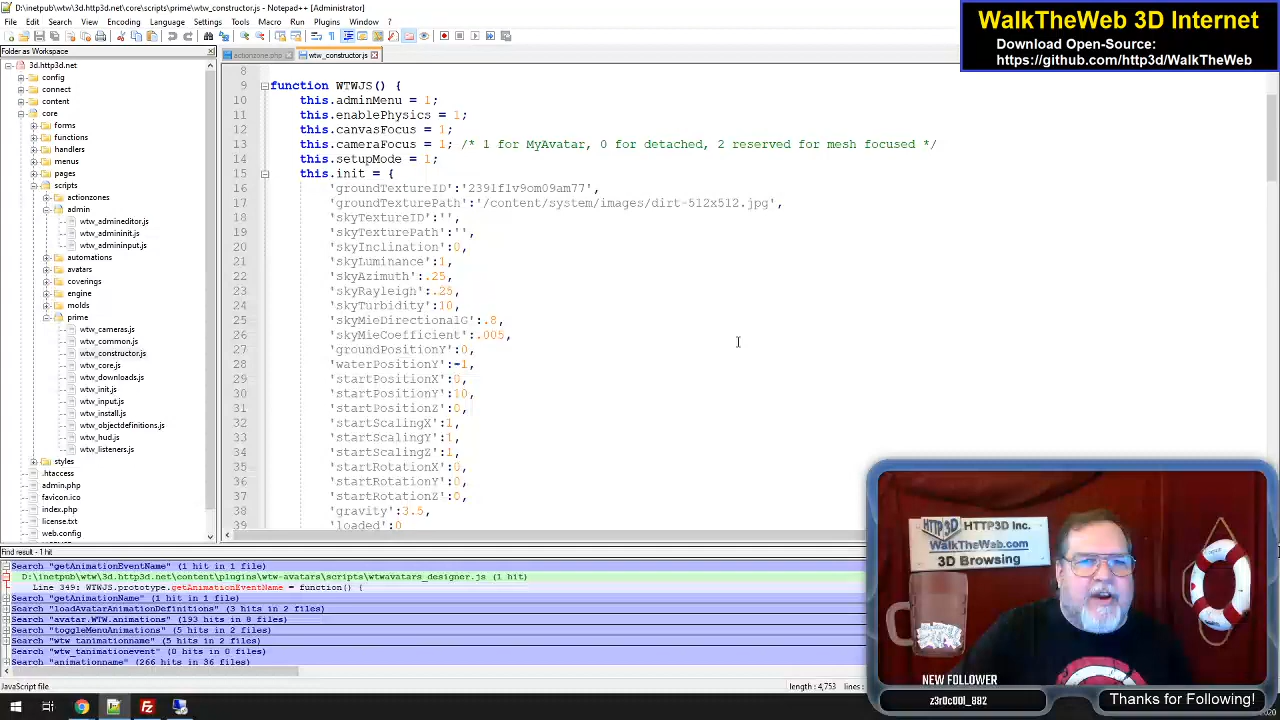 D:\inetpub\wtw\3d.http3d.net\core\scripts\prime\wtw_constructor.js - Notepad++ [Administrator]
File Edit Search View Encoding Language Settings Tools Macro Run Plugins Window ?
Folder as Workspace
3d.http3d.net
config
connect
content
core
forms
functions
handlers
menus
pages
scripts
actionzones
admin
wtw_admineditor.js
wtw_admininit.js
wtw_admininput.js
automations
avatars
coverings
engine
molds
prime
wtw_cameras.js
wtw_common.js
wtw_constructor.js
wtw_core.js
wtw_downloads.js
wtw_init.js
wtw_input.js
wtw_install.js
wtw_objectdefinitions.js
wtw_hud.js
wtw_listeners.js
styles
.htaccess
admin.php
favicon.ico
index.php
license.txt
web.config
actionzone.php
wtw_constructor.js
8
9 function WTWJS() {
10 this.adminMenu = 1;
11 this.enablePhysics = 1;
12 this.canvasFocus = 1;
13 this.cameraFocus = 1; /* 1 for MyAvatar, 0 for detached, 2 reserved for mesh focused */
14 this.setupMode = 1;
15 this.init = {
16 'groundTextureID':'2391f1v9om09am77',
17 'groundTexturePath':'/content/system/images/dirt-512x512.jpg',
18 'skyTextureID':'',
19 'skyTexturePath':'',
20 'skyInclination':0,
21 'skyLuminance':1,
22 'skyAzimuth':.25,
23 'skyRayleigh':.25,
24 'skyTurbidity':10,
25 'skyMieDirectionalG':.8,
26 'skyMieCoefficient':.005,
27 'groundPositionY':0,
28 'waterPositionY':-1,
29 'startPositionX':0,
30 'startPositionY':10,
31 'startPositionZ':0,
32 'startScalingX':1,
33 'startScalingY':1,
34 'startScalingZ':1,
35 'startRotationX':0,
36 'startRotationY':0,
37 'startRotationZ':0,
38 'gravity':3.5,
39 'loaded':0
WalkTheWeb 3D Internet
Download Open-Source:
https://github.com/http3d/WalkTheWeb
Find result - 1 hit
Search "getAnimationEventName" (1 hit in 1 file)
D:\inetpub\wtw\3d.http3d.net\content\plugins\wtw-avatars\scripts\wtwavatars_designer.js (1 hit)
Line 349: WTWJS.prototype.getAnimationEventName = function() {
Search "getAnimationName" (1 hit in 1 file)
Search "loadAvatarAnimationDefinitions" (3 hits in 2 files)
Search "avatar.WTW.animations" (193 hits in 8 files)
Search "toggleMenuAnimations" (5 hits in 2 files)
Search "wtw_tanimationname" (5 hits in 2 files)
Search "wtw_tanimationevent" (0 hits in 0 files)
Search "animationname" (266 hits in 36 files)
JavaScript file
length : 4,753 lines :
HTTP3D HTTP3D Inc.
WalkTheWeb.com
3D Browsing
NEW FOLLOWER
z3r0c00l_882
Thanks for Following!
2020